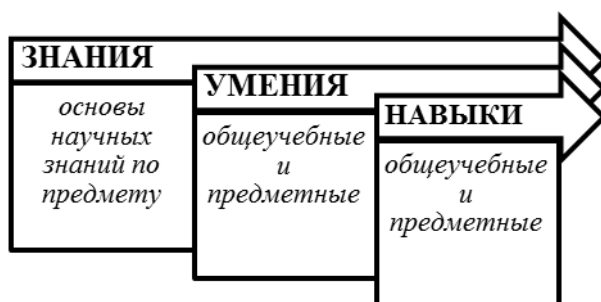 ЗНАНИЯ
основы
научных
знаний по
предмету
УМЕНИЯ
общеучебные
и
предметные
НАВЫКИ
общеучебные
и
предметные